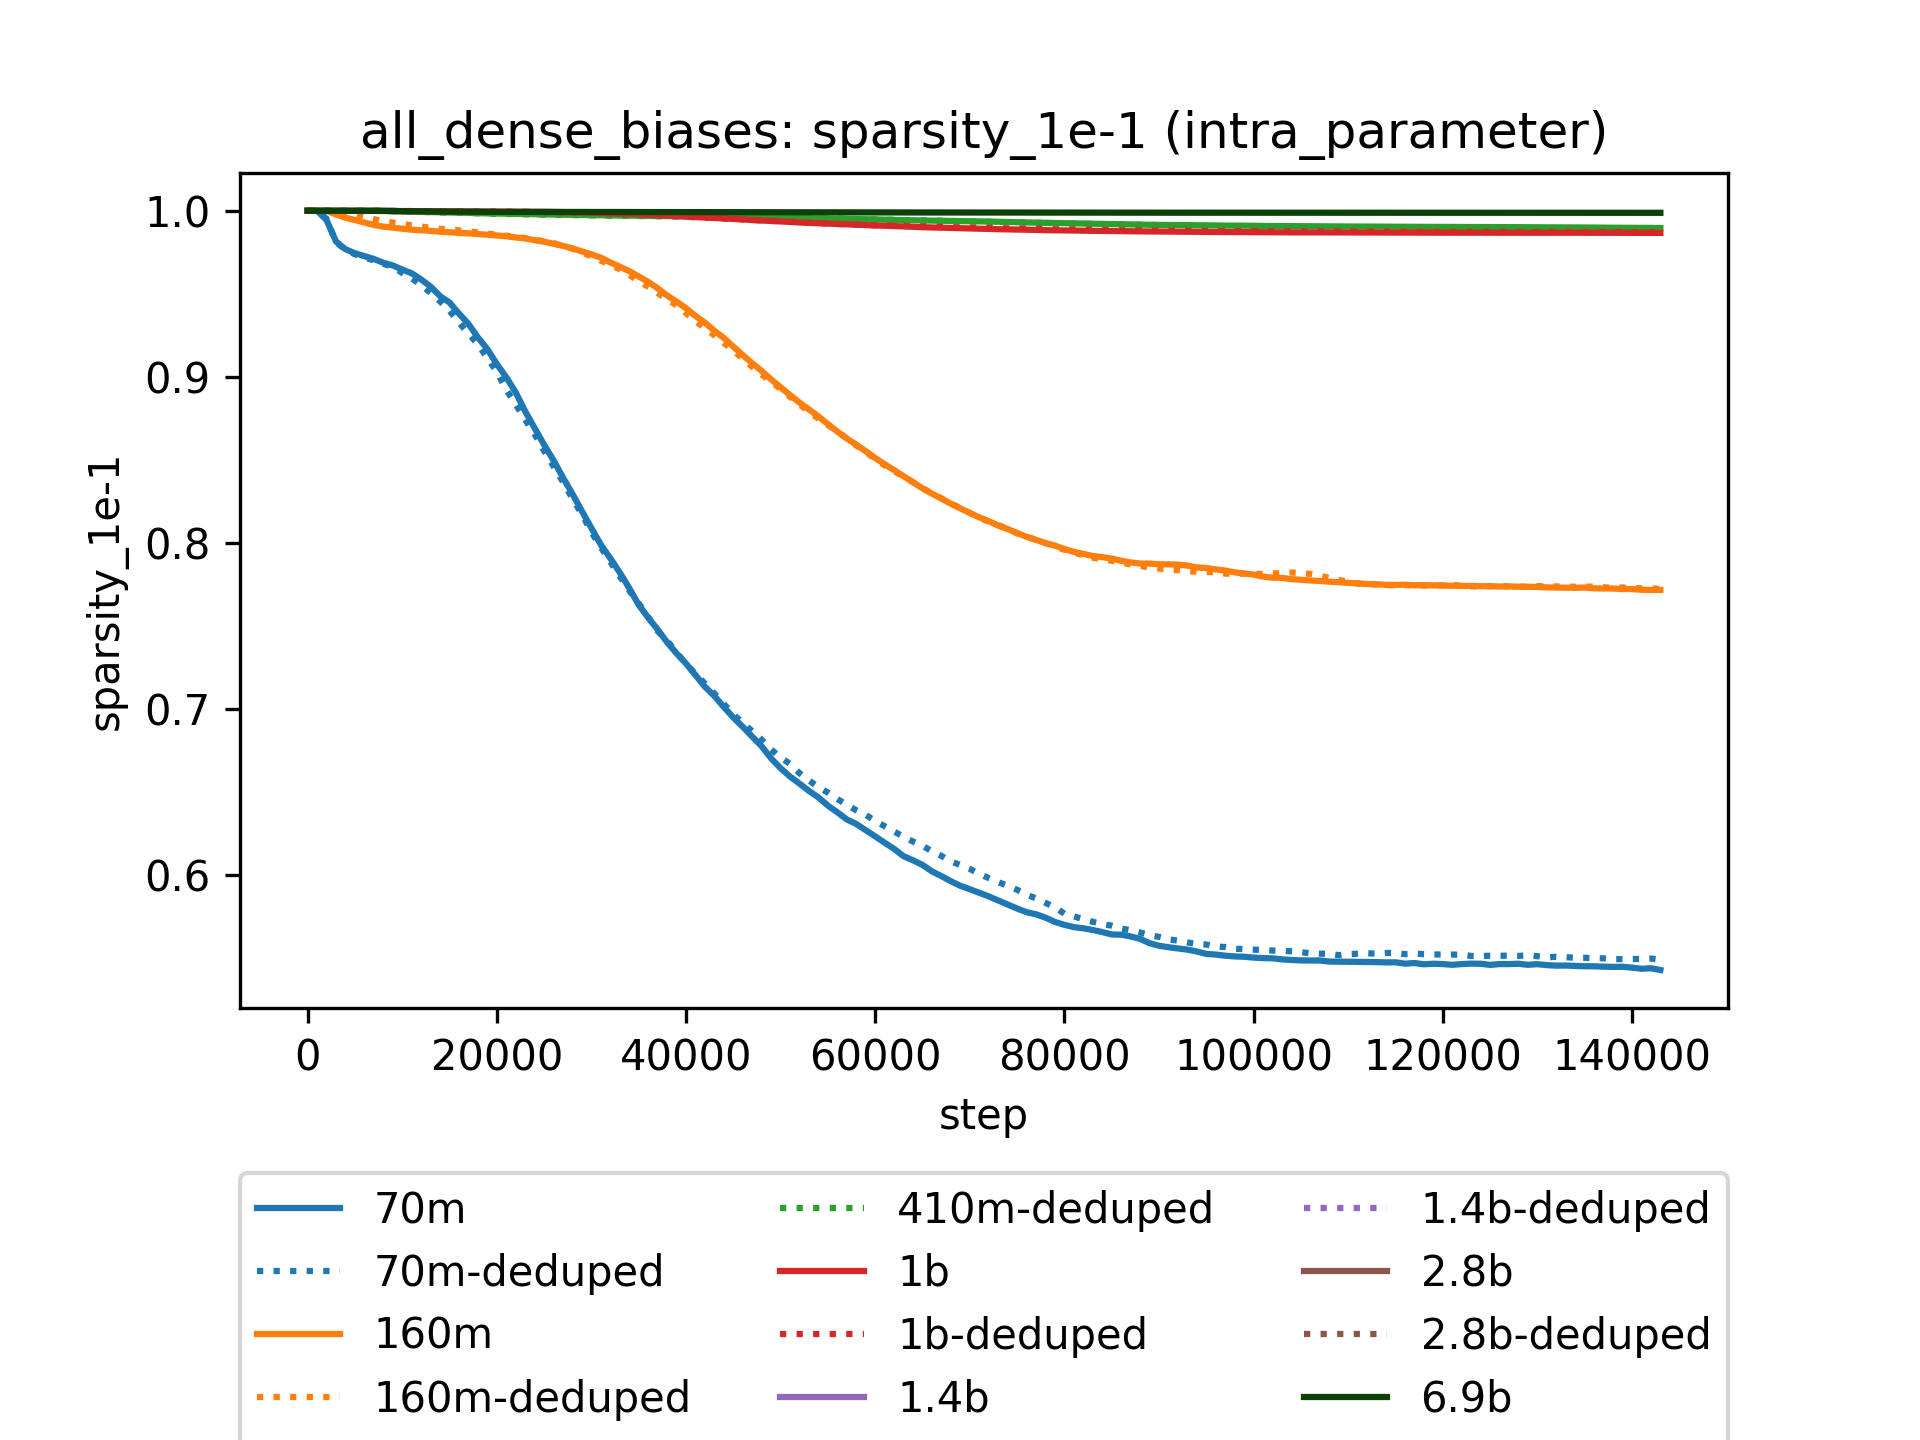 all_dense_biases: sparsity_1e-1 (intra_parameter)
sparsity_1e-1
1.0
0.9
0.8
0.7
0.6
0 20000 40000 60000 80000 100000 120000 140000
step
70m 410m-deduped 1.4b-deduped
70m-deduped 1b 2.8b
160m 1b-deduped 2.8b-deduped
160m-deduped 1.4b 6.9b